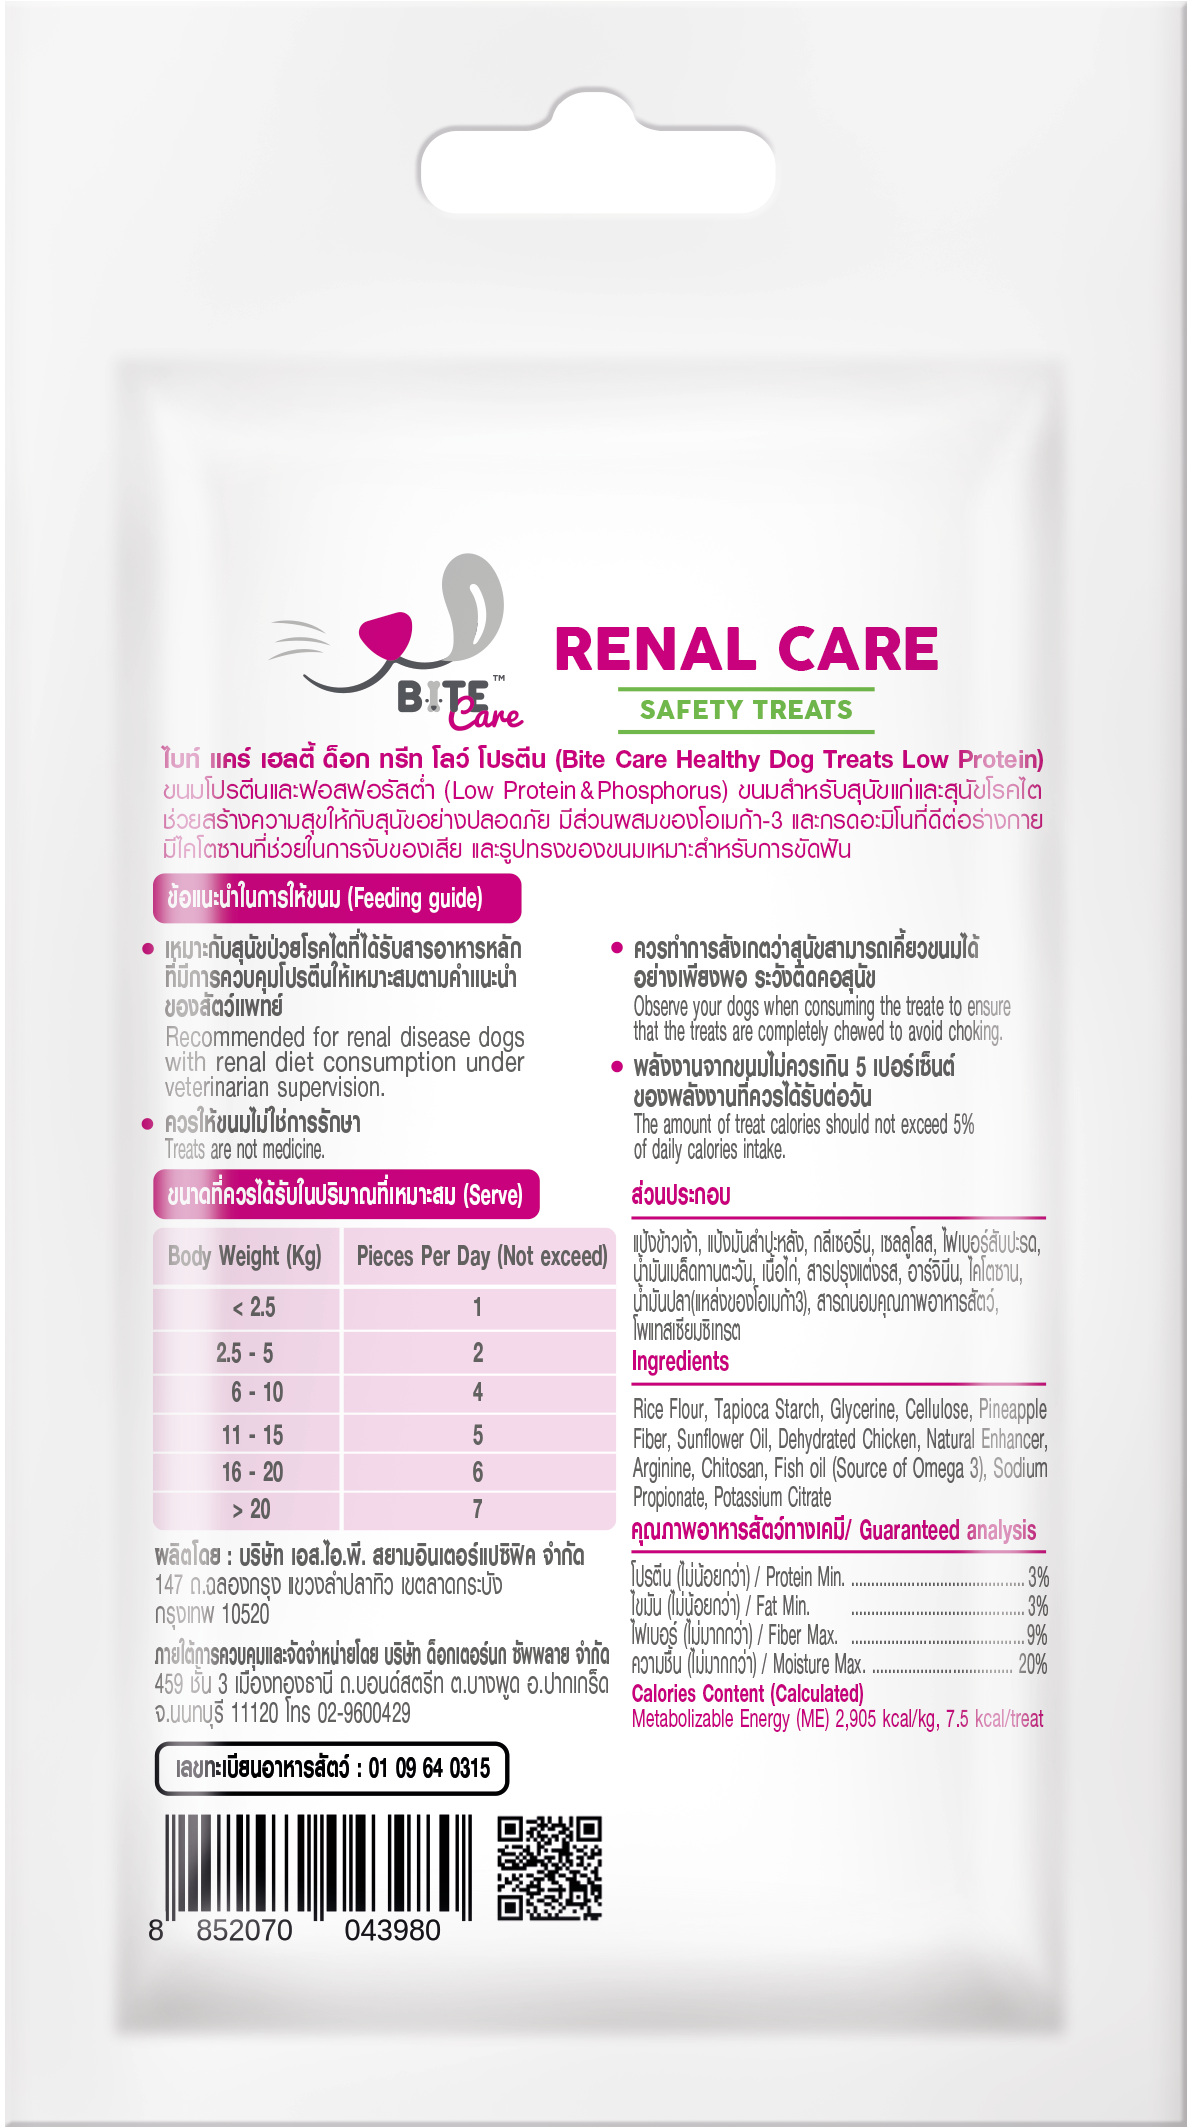 BITE™
Care
RENAL CARE
SAFETY TREATS
ไบท์ แคร์ เฮลตี้ ด็อก ทรีท โลว์ โปรตีน (Bite Care Healthy Dog Treats Low Protein)
ขนมโปรตีนและฟอสฟอรัสต่ำ (Low Protein & Phosphorus) ขนมสำหรับสุนัขแก่และสุนัขโรคไต
ช่วยสร้างความสุขให้กับสุนัขอย่างปลอดภัย มีส่วนผสมของโอเมก้า-3 และกรดอะมิโนที่ดีต่อร่างกาย
มีไคโตซานที่ช่วยในการจับของเสีย และรูปทรงของขนมเหมาะสำหรับการขัดฟัน
ข้อแนะนำในการให้ขนม (Feeding guide)
• เหมาะกับสุนัขป่วยโรคไตที่ได้รับสารอาหารหลัก
ที่มีการควบคุมโปรตีนให้เหมาะสมตามคำแนะนำ
ของสัตว์แพทย์
Recommended for renal disease dogs
with renal diet consumption under
veterinarian supervision.
• ควรให้ขนมไม่ใช่การรักษา
Treats are not medicine.
• ควรทำการสังเกตว่าสุนัขสามารถเคี้ยวขนมได้
อย่างเพียงพอ ระวังติดคอสุนัข
Observe your dogs when consuming the treate to ensure
that the treats are completely chewed to avoid choking.
• พลังงานจากขนมไม่ควรเกิน 5 เปอร์เซ็นต์
ของพลังงานที่ควรได้รับต่อวัน
The amount of treat calories should not exceed 5%
of daily calories intake.
ขนาดที่ควรได้รับในปริมาณที่เหมาะสม (Serve)
Body Weight (Kg) Pieces Per Day (Not exceed)
< 2.5 1
2.5 - 5 2
6 - 10 4
11 - 15 5
16 - 20 6
> 20 7
ผลิตโดย : บริษัท เอส.ไอ.พี. สยามอินเตอร์แปซิฟิค จำกัด
147 ถ.ฉลองกรุง แขวงลำปลาทิว เขตลาดกระบัง
กรุงเทพ 10520
ภายใต้การควบคุมและจัดจำหน่ายโดย บริษัท ด็อกเตอร์นก ซัพพลาย จำกัด
459 ชั้น 3 เมืองทองธานี ถ.บอนด์สตรีท ต.บางพูด อ.ปากเกร็ด
จ.นนทบุรี 11120 โทร 02-9600429
เลขทะเบียนอาหารสัตว์ : 01 09 64 0315
8 852070 043980
ส่วนประกอบ
แป้งข้าวเจ้า, แป้งมันสำปะหลัง, กลีเซอรีน, เซลลูโลส, ไฟเบอร์สับปะรด,
น้ำมันเมล็ดทานตะวัน, เนื้อไก่, สารปรุงแต่งรส, อาร์จินีน, ไคโตซาน,
น้ำมันปลา(แหล่งของโอเมก้า3), สารถนอมคุณภาพอาหารสัตว์,
โพแทสเซียมซิเทรต
Ingredients
Rice Flour, Tapioca Starch, Glycerine, Cellulose, Pineapple
Fiber, Sunflower Oil, Dehydrated Chicken, Natural Enhancer,
Arginine, Chitosan, Fish oil (Source of Omega 3), Sodium
Propionate, Potassium Citrate
คุณภาพอาหารสัตว์ทางเคมี/ Guaranteed analysis
โปรตีน (ไม่น้อยกว่า) / Protein Min. ........................................... 3%
ไขมัน (ไม่น้อยกว่า) / Fat Min. ........................................... 3%
ไฟเบอร์ (ไม่มากกว่า) / Fiber Max. ........................................... 9%
ความชื้น (ไม่มากกว่า) / Moisture Max. ................................... 20%
Calories Content (Calculated)
Metabolizable Energy (ME) 2,905 kcal/kg, 7.5 kcal/treat